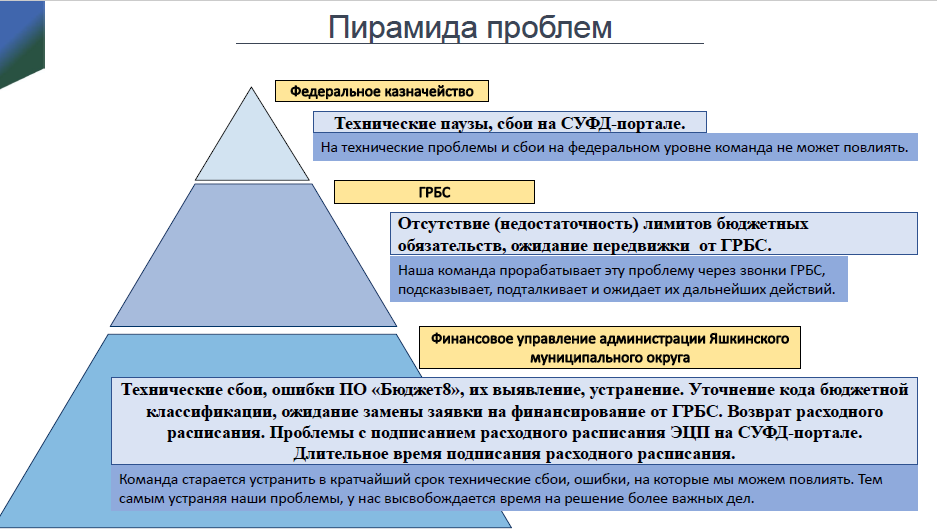 Пирамида проблем
Федеральное казначейство
Технические паузы, сбои на СУФД-портале.
На технические проблемы и сбои на федеральном уровне команда не может повлиять.
ГРБС
Отсутствие (недостаточность) лимитов бюджетных
обязательств, ожидание передвижки от ГРБС.
Наша команда прорабатывает эту проблему через звонки ГРБС,
подсказывает, подталкивает и ожидает их дальнейших действий.
Финансовое управление администрации Яшкинского
муниципального округа
Технические сбои, ошибки ПО «Бюджет8», их выявление, устранение. Уточнение кода бюджетной
классификации, ожидание замены заявки на финансирование от ГРБС. Возврат расходного
расписания. Проблемы с подписанием расходного расписания ЭЦП на СУФД-портале.
Длительное время подписания расходного расписания.
Команда старается устранить в кратчайший срок технические сбои, ошибки, на которые мы можем повлиять. Тем
самым устраняя наши проблемы, у нас высвобождается время на решение более важных дел.